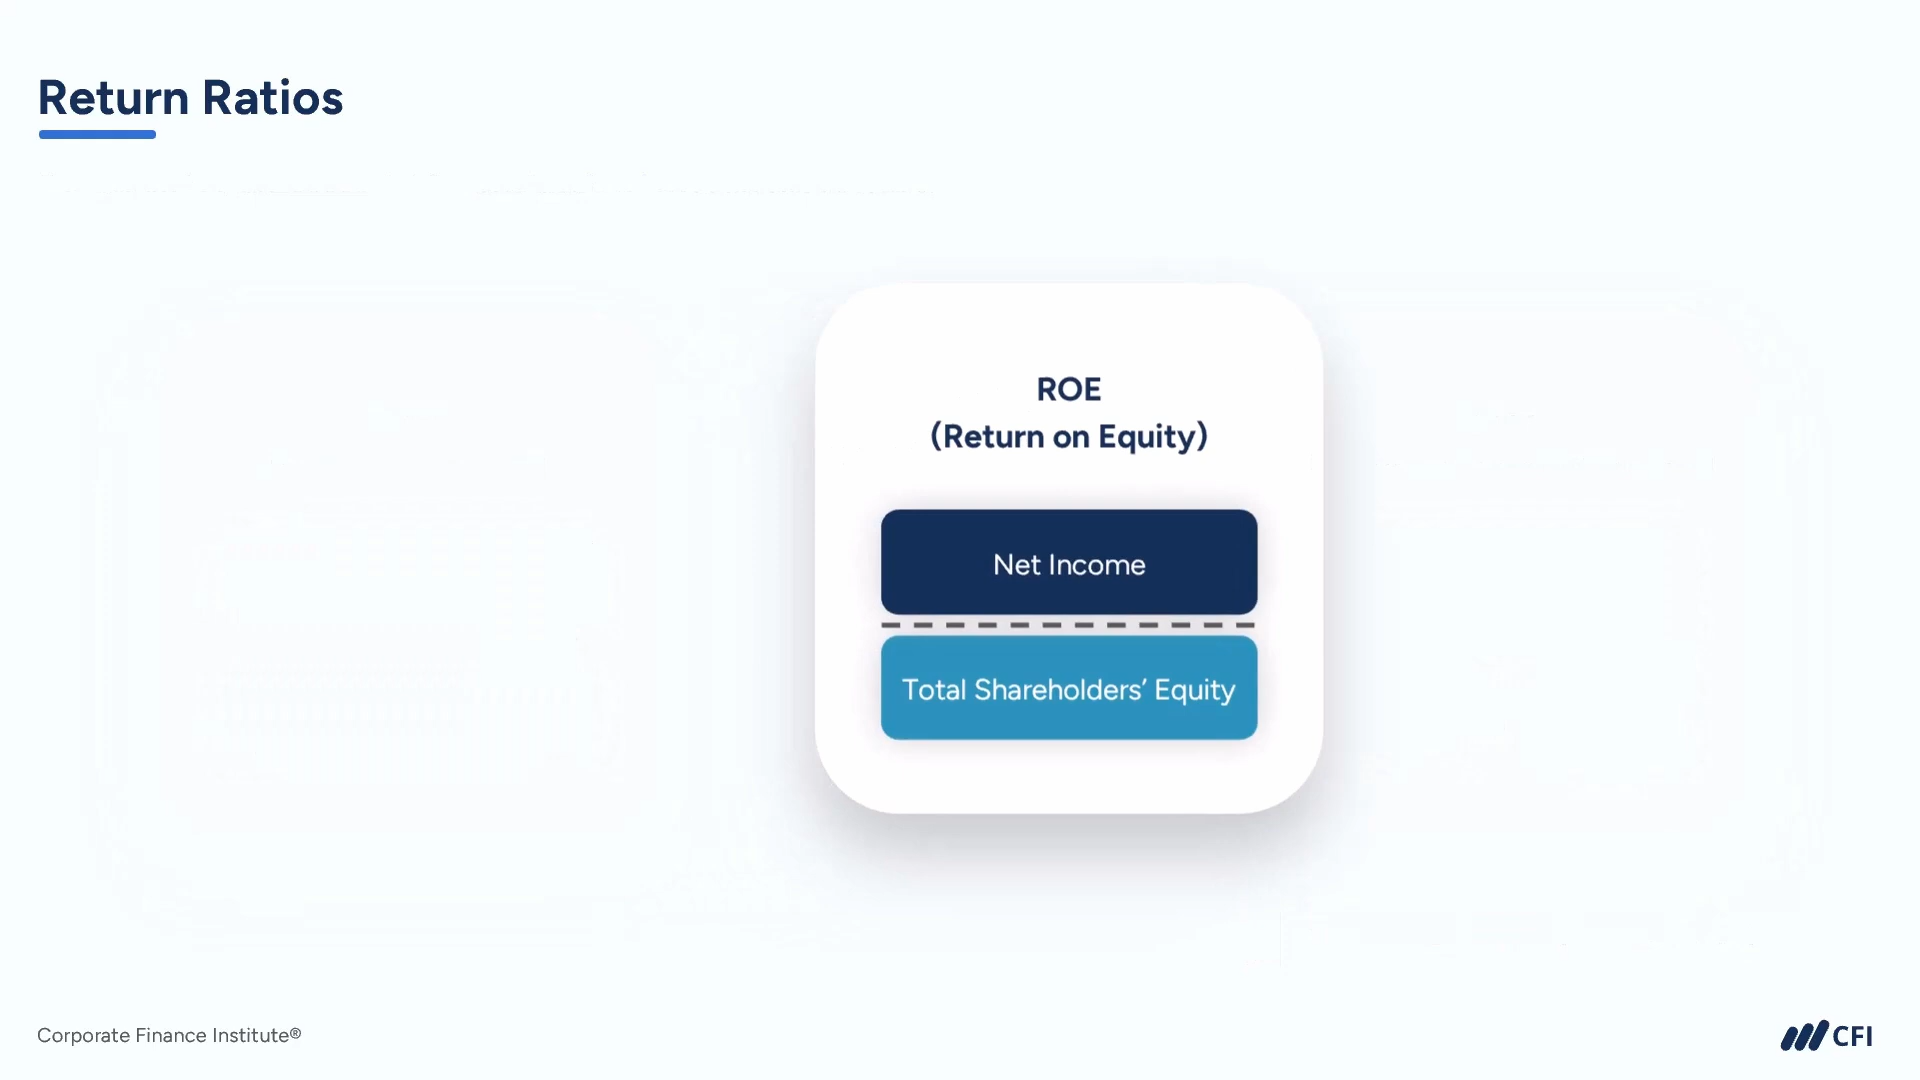 Return Ratios
ROE
(Return on Equity)
Net Income
Total Shareholders’ Equity
Corporate Finance Institute®
CFI